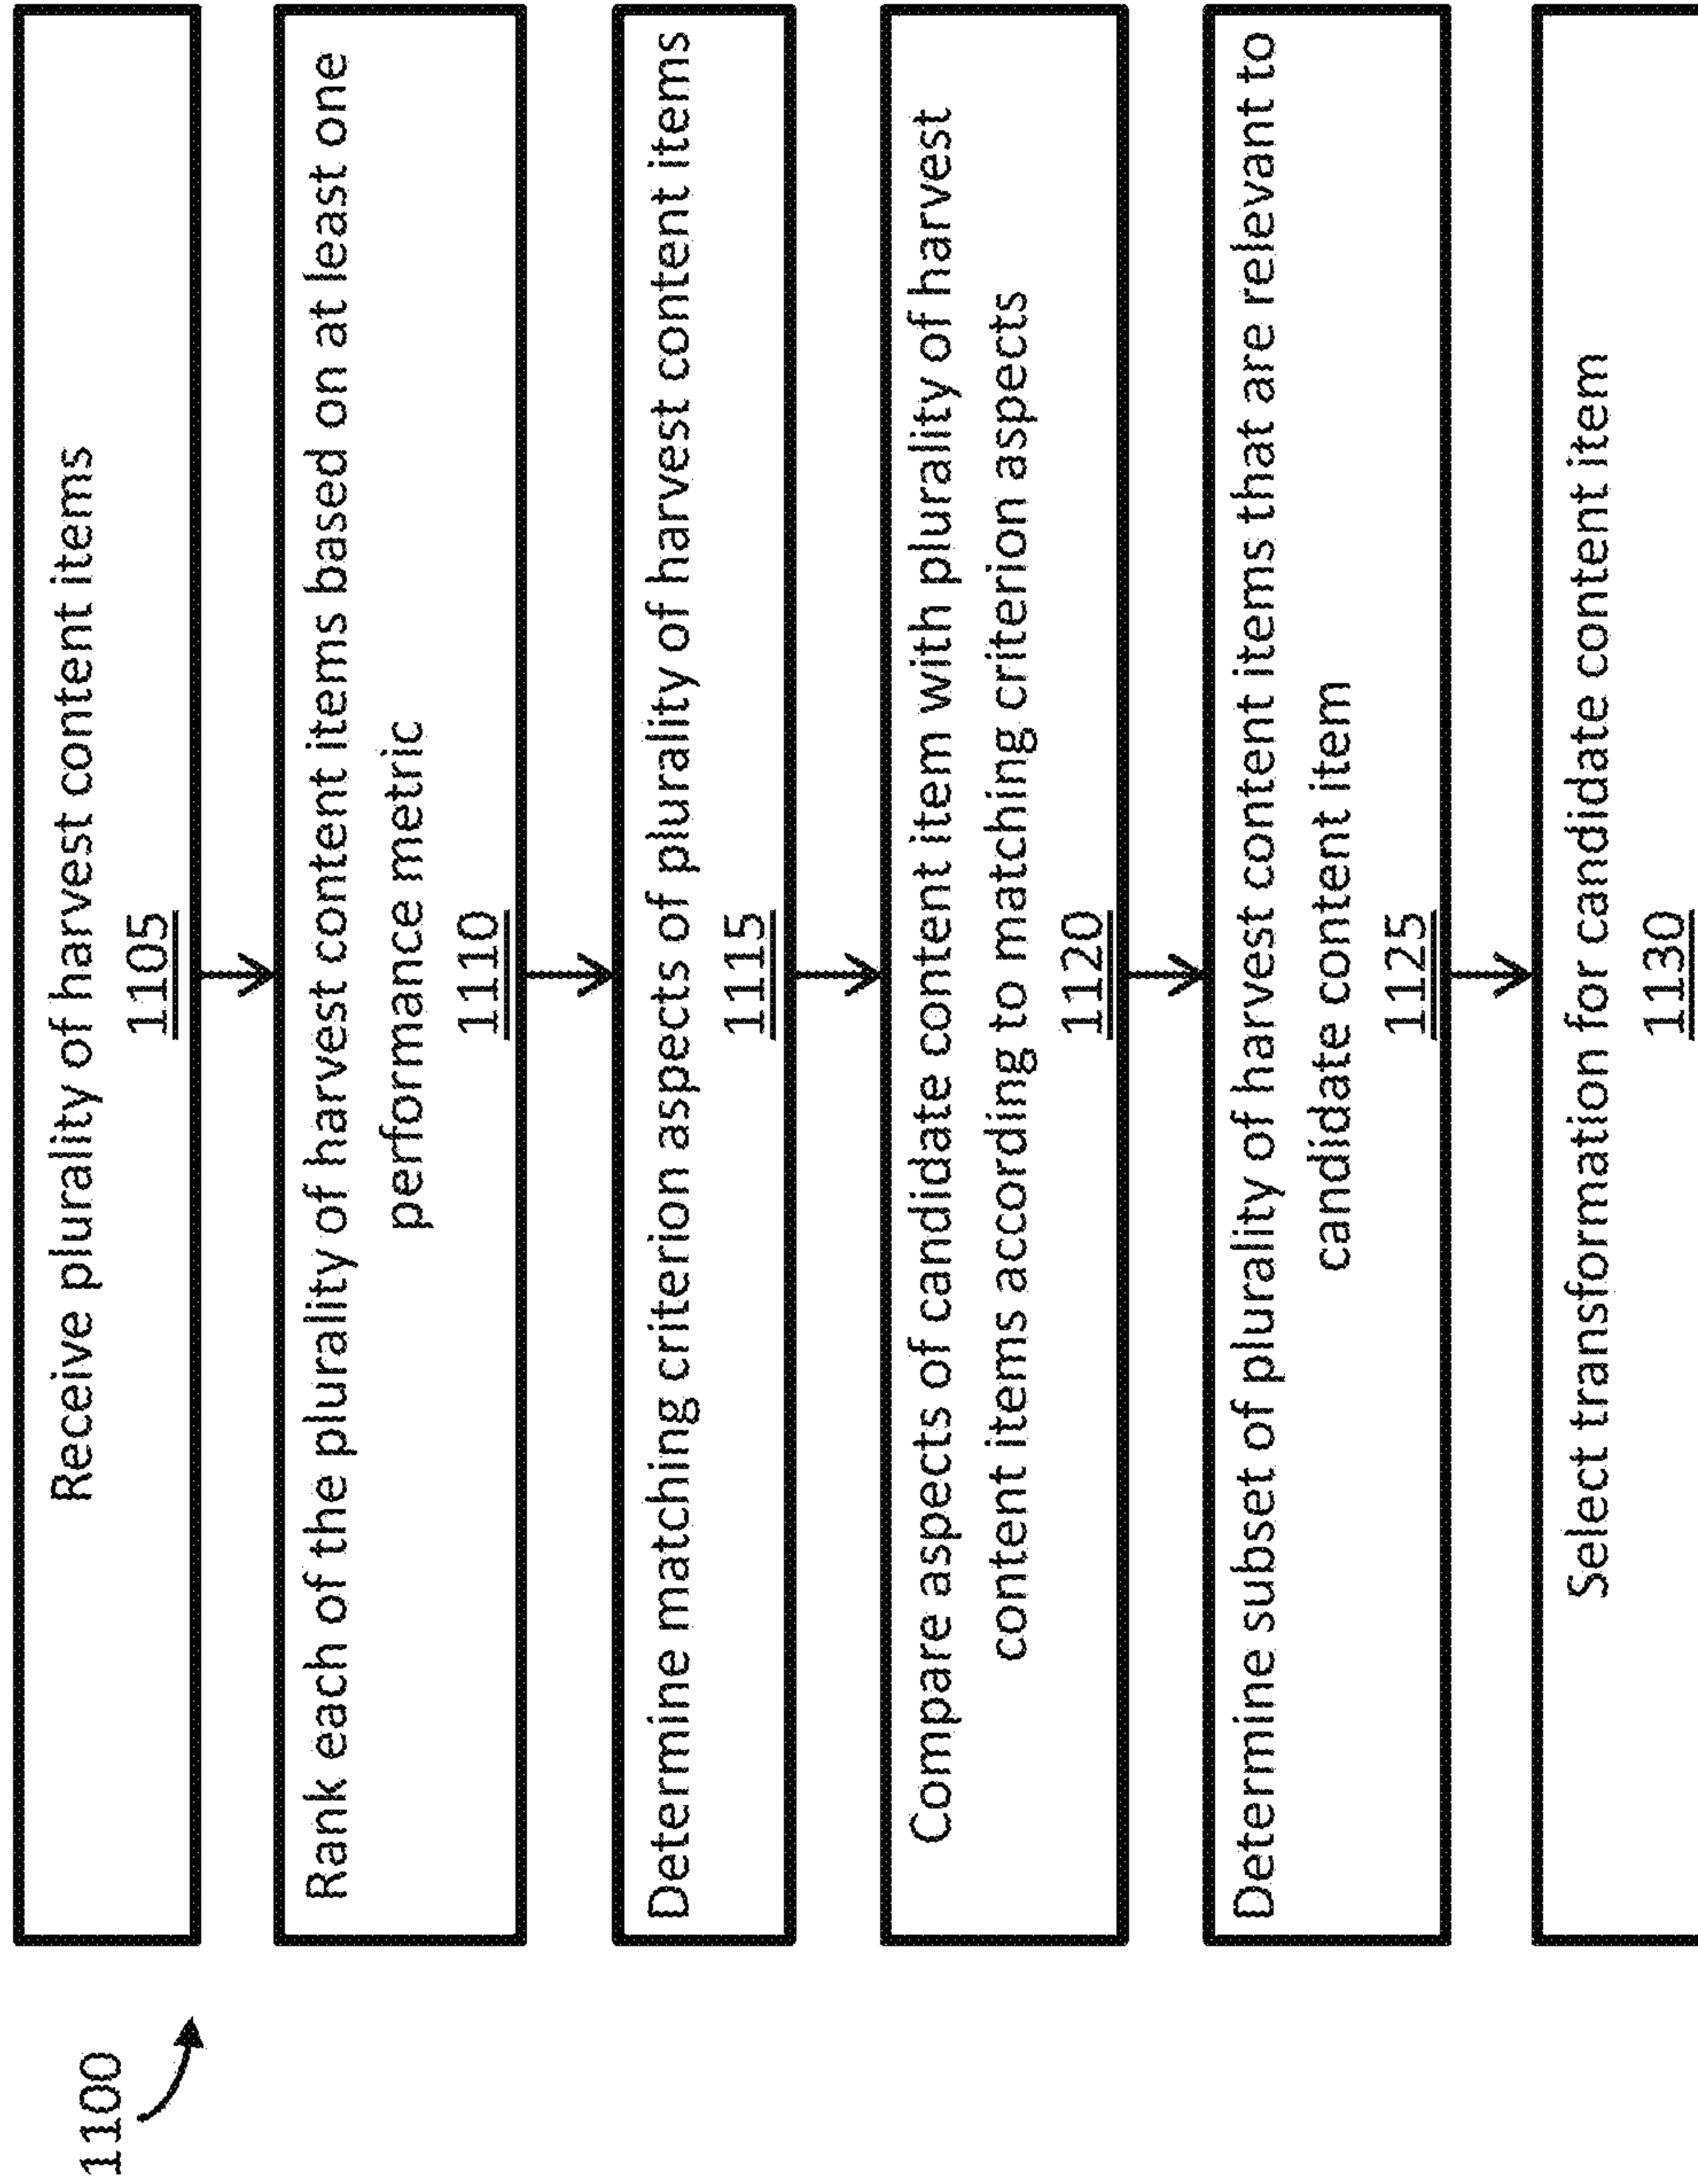 1100
Receive plurality of harvest content items
1105
Rank each of the plurality of harvest content items based on at least one
performance metric
1110
Determine matching criterion aspects of plurality of harvest content items
1115
Compare aspects of candidate content item with plurality of harvest
content items according to matching criterion aspects
1120
Determine subset of plurality of harvest content items that are relevant to
candidate content item
1125
Select transformation for candidate content item
1130